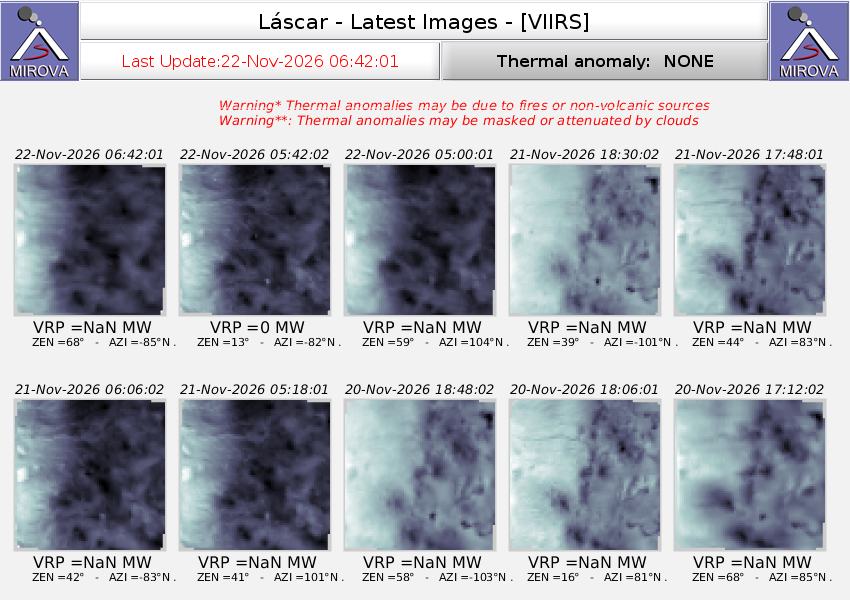 MIROVA
Láscar - Latest Images - [VIIRS]
MIROVA
Last Update:22-Nov-2026 06:42:01
Thermal anomaly: NONE
Warning* Thermal anomalies may be due to fires or non-volcanic sources
Warning**: Thermal anomalies may be masked or attenuated by clouds
22-Nov-2026 06:42:01
22-Nov-2026 05:42:02
22-Nov-2026 05:00:01
21-Nov-2026 18:30:02
21-Nov-2026 17:48:01
VRP =NaN MW
VRP =0 MW
VRP =NaN MW
VRP =NaN MW
VRP =NaN MW
ZEN =68° - AZI =-85°N .
ZEN =13° - AZI =-82°N .
ZEN =59° - AZI =104°N .
ZEN =39° - AZI =-101°N .
ZEN =44° - AZI =83°N .
21-Nov-2026 06:06:02
21-Nov-2026 05:18:01
20-Nov-2026 18:48:02
20-Nov-2026 18:06:01
20-Nov-2026 17:12:02
VRP =NaN MW
VRP =NaN MW
VRP =NaN MW
VRP =NaN MW
VRP =NaN MW
ZEN =42° - AZI =-83°N .
ZEN =41° - AZI =101°N .
ZEN =58° - AZI =-103°N .
ZEN =16° - AZI =81°N .
ZEN =68° - AZI =85°N .